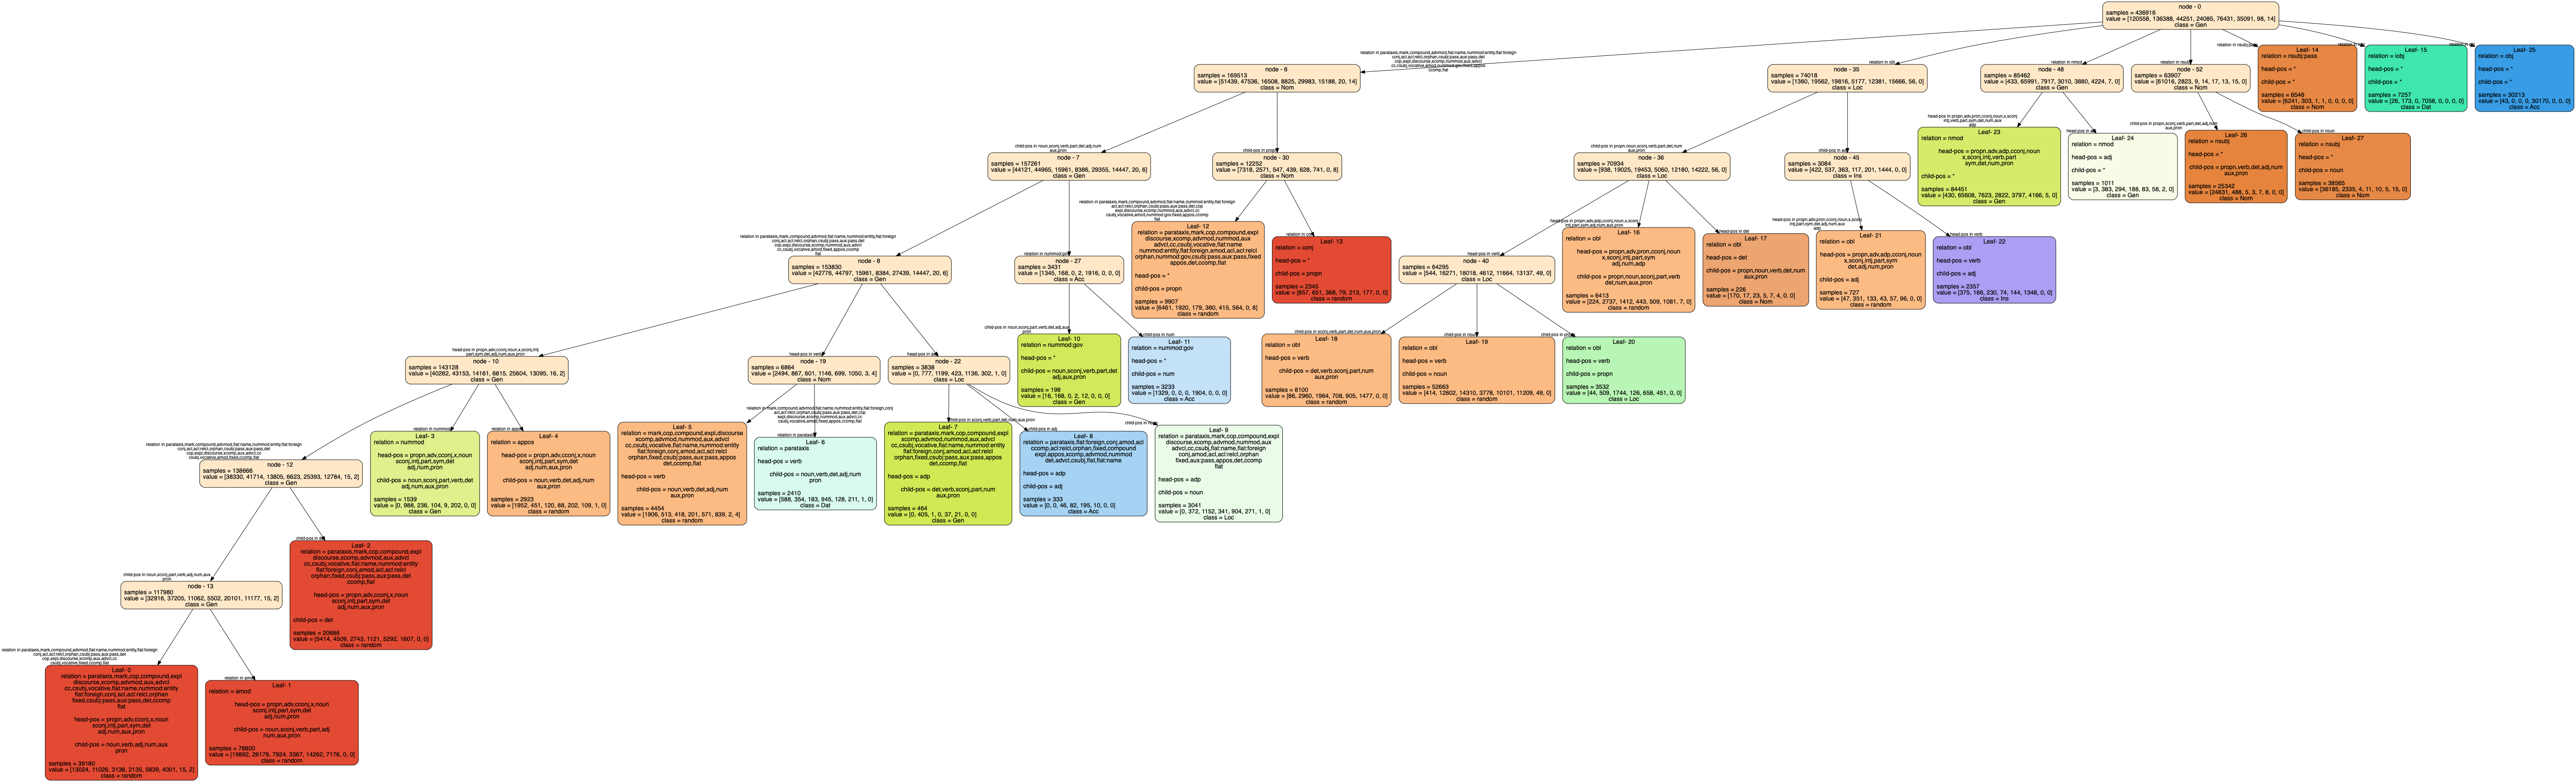 node - 0
samples = 436916
value = [120558, 136388, 44251, 24085, 76431, 35091, 98, 14]
class = Gen
relation in parataxis,mark,compound,advmod,flat:name,nummod:entity,flat:foreign
conj,acl,acl:relcl,orphan,csubj:pass,aux:pass,det
cop,expl,discourse,xcomp,nummod,aux,advcl
cc,csubj,vocative,amod,nummod:gov,fixed,appos
ccomp,flat
node - 6
samples = 169513
value = [51439, 47536, 16508, 8825, 29983, 15188, 20, 14]
class = Nom
relation in obl
node - 35
samples = 74018
value = [1360, 19562, 19816, 5177, 12381, 15666, 56, 0]
class = Loc
relation in nmod
node - 48
samples = 85462
value = [433, 65991, 7917, 3010, 3880, 4224, 7, 0]
class = Gen
relation in nsubj
node - 52
samples = 63907
value = [61016, 2823, 9, 14, 17, 13, 15, 0]
class = Nom
Leaf- 14
relation = nsubj:pass
head-pos = *
child-pos = *
samples = 6546
value = [6241, 303, 1, 1, 0, 0, 0, 0]
class = Nom
Leaf- 15
relation = iobj
head-pos = *
child-pos = *
samples = 7257
value = [26, 173, 0, 7058, 0, 0, 0, 0]
class = Dat
Leaf- 25
relation = obj
head-pos = *
child-pos = *
samples = 30213
value = [43, 0, 0, 0, 30170, 0, 0, 0]
class = Acc
child-pos in noun,sconj,verb,part,det,adj,num
aux,pron
node - 7
samples = 157261
value = [44121, 44965, 15961, 8386, 29355, 14447, 20, 6]
class = Gen
child-pos in propn
node - 30
samples = 12252
value = [7318, 2571, 547, 439, 628, 741, 0, 8]
class = Nom
child-pos in propn,noun,sconj,verb,part,det,num
aux,pron
node - 36
samples = 70934
value = [938, 19025, 19453, 5060, 12180, 14222, 56, 0]
class = Loc
child-pos in adj
node - 45
samples = 3084
value = [422, 537, 363, 117, 201, 1444, 0, 0]
class = Ins
head-pos in propn,adv,pron,cconj,noun,x,sconj
intj,verb,part,sym,det,num,aux
adp
Leaf- 23
relation = nmod
head-pos = propn,adv,adp,cconj,noun
x,sconj,intj,verb,part
sym,det,num,pron
child-pos = *
samples = 84451
value = [430, 65608, 7623, 2822, 3797, 4166, 5, 0]
class = Gen
head-pos in adj
Leaf- 24
relation = nmod
head-pos = adj
child-pos = *
samples = 1011
value = [3, 383, 294, 188, 83, 58, 2, 0]
class = Gen
child-pos in propn,sconj,verb,part,det,adj,num
aux,pron
Leaf- 26
relation = nsubj
head-pos = *
child-pos = propn,verb,det,adj,num
aux,pron
samples = 25342
value = [24831, 488, 5, 3, 7, 8, 0, 0]
class = Nom
child-pos in noun
Leaf- 27
relation = nsubj
head-pos = *
child-pos = noun
samples = 38565
value = [36185, 2335, 4, 11, 10, 5, 15, 0]
class = Nom
relation in parataxis,mark,compound,advmod,flat:name,nummod:entity,flat:foreign
conj,acl,acl:relcl,orphan,csubj:pass,aux:pass,det
cop,expl,discourse,xcomp,nummod,aux,advcl
cc,csubj,vocative,amod,fixed,appos,ccomp
flat
node - 8
samples = 153830
value = [42776, 44797, 15961, 8384, 27439, 14447, 20, 6]
class = Gen
relation in nummod:gov
node - 27
samples = 3431
value = [1345, 168, 0, 2, 1916, 0, 0, 0]
class = Acc
relation in parataxis,mark,compound,advmod,flat:name,nummod:entity,flat:foreign
acl,acl:relcl,orphan,csubj:pass,aux:pass,det,cop
expl,discourse,xcomp,nummod,aux,advcl,cc
csubj,vocative,amod,nummod:gov,fixed,appos,ccomp
flat
Leaf- 12
relation = parataxis,mark,cop,compound,expl
discourse,xcomp,advmod,nummod,aux
advcl,cc,csubj,vocative,flat:name
nummod:entity,flat:foreign,amod,acl,acl:relcl
orphan,nummod:gov,csubj:pass,aux:pass,fixed
appos,det,ccomp,flat
head-pos = *
child-pos = propn
samples = 9907
value = [6461, 1920, 179, 360, 415, 564, 0, 8]
class = random
relation in conj
Leaf- 13
relation = conj
head-pos = *
child-pos = propn
samples = 2345
value = [857, 651, 368, 79, 213, 177, 0, 0]
class = random
head-pos in verb
node - 40
samples = 64295
value = [544, 16271, 18018, 4612, 11664, 13137, 49, 0]
class = Loc
head-pos in propn,adv,adp,cconj,noun,x,sconj
intj,part,sym,adj,num,aux,pron
Leaf- 16
relation = obl
head-pos = propn,adv,pron,cconj,noun
x,sconj,intj,part,sym
adj,num,adp
child-pos = propn,noun,sconj,part,verb
det,num,aux,pron
samples = 6413
value = [224, 2737, 1412, 443, 509, 1081, 7, 0]
class = random
head-pos in det
Leaf- 17
relation = obl
head-pos = det
child-pos = propn,noun,verb,det,num
aux,pron
samples = 226
value = [170, 17, 23, 5, 7, 4, 0, 0]
class = Nom
head-pos in propn,adv,pron,cconj,noun,x,sconj
intj,part,sym,det,adj,num,aux
adp
Leaf- 21
relation = obl
head-pos = propn,adv,adp,cconj,noun
x,sconj,intj,part,sym
det,adj,num,pron
child-pos = adj
samples = 727
value = [47, 351, 133, 43, 57, 96, 0, 0]
class = random
head-pos in verb
Leaf- 22
relation = obl
head-pos = verb
child-pos = adj
samples = 2357
value = [375, 186, 230, 74, 144, 1348, 0, 0]
class = Ins
head-pos in propn,adv,cconj,noun,x,sconj,intj
part,sym,det,adj,num,aux,pron
node - 10
samples = 143128
value = [40282, 43153, 14161, 6815, 25604, 13095, 16, 2]
class = Gen
head-pos in verb
node - 19
samples = 6864
value = [2494, 867, 601, 1146, 699, 1050, 3, 4]
class = Nom
head-pos in adp
node - 22
samples = 3838
value = [0, 777, 1199, 423, 1136, 302, 1, 0]
class = Loc
child-pos in noun,sconj,part,verb,det,adj,aux
pron
Leaf- 10
relation = nummod:gov
head-pos = *
child-pos = noun,sconj,verb,part,det
adj,aux,pron
samples = 198
value = [16, 168, 0, 2, 12, 0, 0, 0]
class = Gen
child-pos in num
Leaf- 11
relation = nummod:gov
head-pos = *
child-pos = num
samples = 3233
value = [1329, 0, 0, 0, 1904, 0, 0, 0]
class = Acc
child-pos in sconj,verb,part,det,num,aux,pron
Leaf- 18
relation = obl
head-pos = verb
child-pos = det,verb,sconj,part,num
aux,pron
samples = 8100
value = [86, 2960, 1964, 708, 905, 1477, 0, 0]
class = random
child-pos in noun
Leaf- 19
relation = obl
head-pos = verb
child-pos = noun
samples = 52663
value = [414, 12802, 14310, 3778, 10101, 11209, 49, 0]
class = random
child-pos in propn
Leaf- 20
relation = obl
head-pos = verb
child-pos = propn
samples = 3532
value = [44, 509, 1744, 126, 658, 451, 0, 0]
class = Loc
relation in parataxis,mark,compound,advmod,flat:name,nummod:entity,flat:foreign
conj,acl,acl:relcl,orphan,csubj:pass,aux:pass,det
cop,expl,discourse,xcomp,aux,advcl,cc
csubj,vocative,amod,fixed,ccomp,flat
node - 12
samples = 138666
value = [38330, 41714, 13805, 6623, 25393, 12784, 15, 2]
class = Gen
relation in nummod
Leaf- 3
relation = nummod
head-pos = propn,adv,cconj,x,noun
sconj,intj,part,sym,det
adj,num,pron
child-pos = noun,sconj,part,verb,det
adj,num,aux,pron
samples = 1539
value = [0, 988, 236, 104, 9, 202, 0, 0]
class = Gen
relation in appos
Leaf- 4
relation = appos
head-pos = propn,adv,cconj,x,noun
sconj,intj,part,sym,det
adj,num,aux,pron
child-pos = noun,verb,det,adj,num
aux,pron
samples = 2923
value = [1952, 451, 120, 88, 202, 109, 1, 0]
class = random
relation in mark,compound,advmod,flat:name,nummod:entity,flat:foreign,conj
acl,acl:relcl,orphan,csubj:pass,aux:pass,det,cop
expl,discourse,xcomp,nummod,aux,advcl,cc
csubj,vocative,amod,fixed,appos,ccomp,flat
Leaf- 5
relation = mark,cop,compound,expl,discourse
xcomp,advmod,nummod,aux,advcl
cc,csubj,vocative,flat:name,nummod:entity
flat:foreign,conj,amod,acl,acl:relcl
orphan,fixed,csubj:pass,aux:pass,appos
det,ccomp,flat
head-pos = verb
child-pos = noun,verb,det,adj,num
aux,pron
samples = 4454
value = [1906, 513, 418, 201, 571, 839, 2, 4]
class = random
relation in parataxis
Leaf- 6
relation = parataxis
head-pos = verb
child-pos = noun,verb,det,adj,num
pron
samples = 2410
value = [588, 354, 183, 945, 128, 211, 1, 0]
class = Dat
child-pos in sconj,verb,part,det,num,aux,pron
Leaf- 7
relation = parataxis,mark,cop,compound,expl
xcomp,advmod,nummod,aux,advcl
cc,csubj,vocative,flat:name,nummod:entity
flat:foreign,conj,amod,acl,acl:relcl
orphan,fixed,csubj:pass,aux:pass,appos
det,ccomp,flat
head-pos = adp
child-pos = det,verb,sconj,part,num
aux,pron
samples = 464
value = [0, 405, 1, 0, 37, 21, 0, 0]
class = Gen
child-pos in adj
Leaf- 8
relation = parataxis,flat:foreign,conj,amod,acl
ccomp,acl:relcl,orphan,fixed,compound
expl,appos,xcomp,advmod,nummod
det,advcl,csubj,flat,flat:name
head-pos = adp
child-pos = adj
samples = 333
value = [0, 0, 46, 82, 195, 10, 0, 0]
class = Acc
child-pos in noun
Leaf- 9
relation = parataxis,mark,cop,compound,expl
discourse,xcomp,advmod,nummod,aux
advcl,cc,csubj,flat:name,flat:foreign
conj,amod,acl,acl:relcl,orphan
fixed,aux:pass,appos,det,ccomp
flat
head-pos = adp
child-pos = noun
samples = 3041
value = [0, 372, 1152, 341, 904, 271, 1, 0]
class = Loc
child-pos in noun,sconj,part,verb,adj,num,aux
pron
node - 13
samples = 117980
value = [32916, 37205, 11062, 5502, 20101, 11177, 15, 2]
class = Gen
child-pos in det
Leaf- 2
relation = parataxis,mark,cop,compound,expl
discourse,xcomp,advmod,aux,advcl
cc,csubj,vocative,flat:name,nummod:entity
flat:foreign,conj,amod,acl,acl:relcl
orphan,fixed,csubj:pass,aux:pass,det
ccomp,flat
head-pos = propn,adv,cconj,x,noun
sconj,intj,part,sym,det
adj,num,aux,pron
child-pos = det
samples = 20686
value = [5414, 4509, 2743, 1121, 5292, 1607, 0, 0]
class = random
relation in parataxis,mark,compound,advmod,flat:name,nummod:entity,flat:foreign
conj,acl,acl:relcl,orphan,csubj:pass,aux:pass,det
cop,expl,discourse,xcomp,aux,advcl,cc
csubj,vocative,fixed,ccomp,flat
Leaf- 0
relation = parataxis,mark,cop,compound,expl
discourse,xcomp,advmod,aux,advcl
cc,csubj,vocative,flat:name,nummod:entity
flat:foreign,conj,acl,acl:relcl,orphan
fixed,csubj:pass,aux:pass,det,ccomp
flat
head-pos = propn,adv,cconj,x,noun
sconj,intj,part,sym,det
adj,num,aux,pron
child-pos = noun,verb,adj,num,aux
pron
samples = 39180
value = [13024, 11026, 3138, 2135, 5839, 4001, 15, 2]
class = random
relation in amod
Leaf- 1
relation = amod
head-pos = propn,adv,cconj,x,noun
sconj,intj,part,sym,det
adj,num,pron
child-pos = noun,sconj,verb,part,adj
num,aux,pron
samples = 78800
value = [19892, 26179, 7924, 3367, 14262, 7176, 0, 0]
class = random